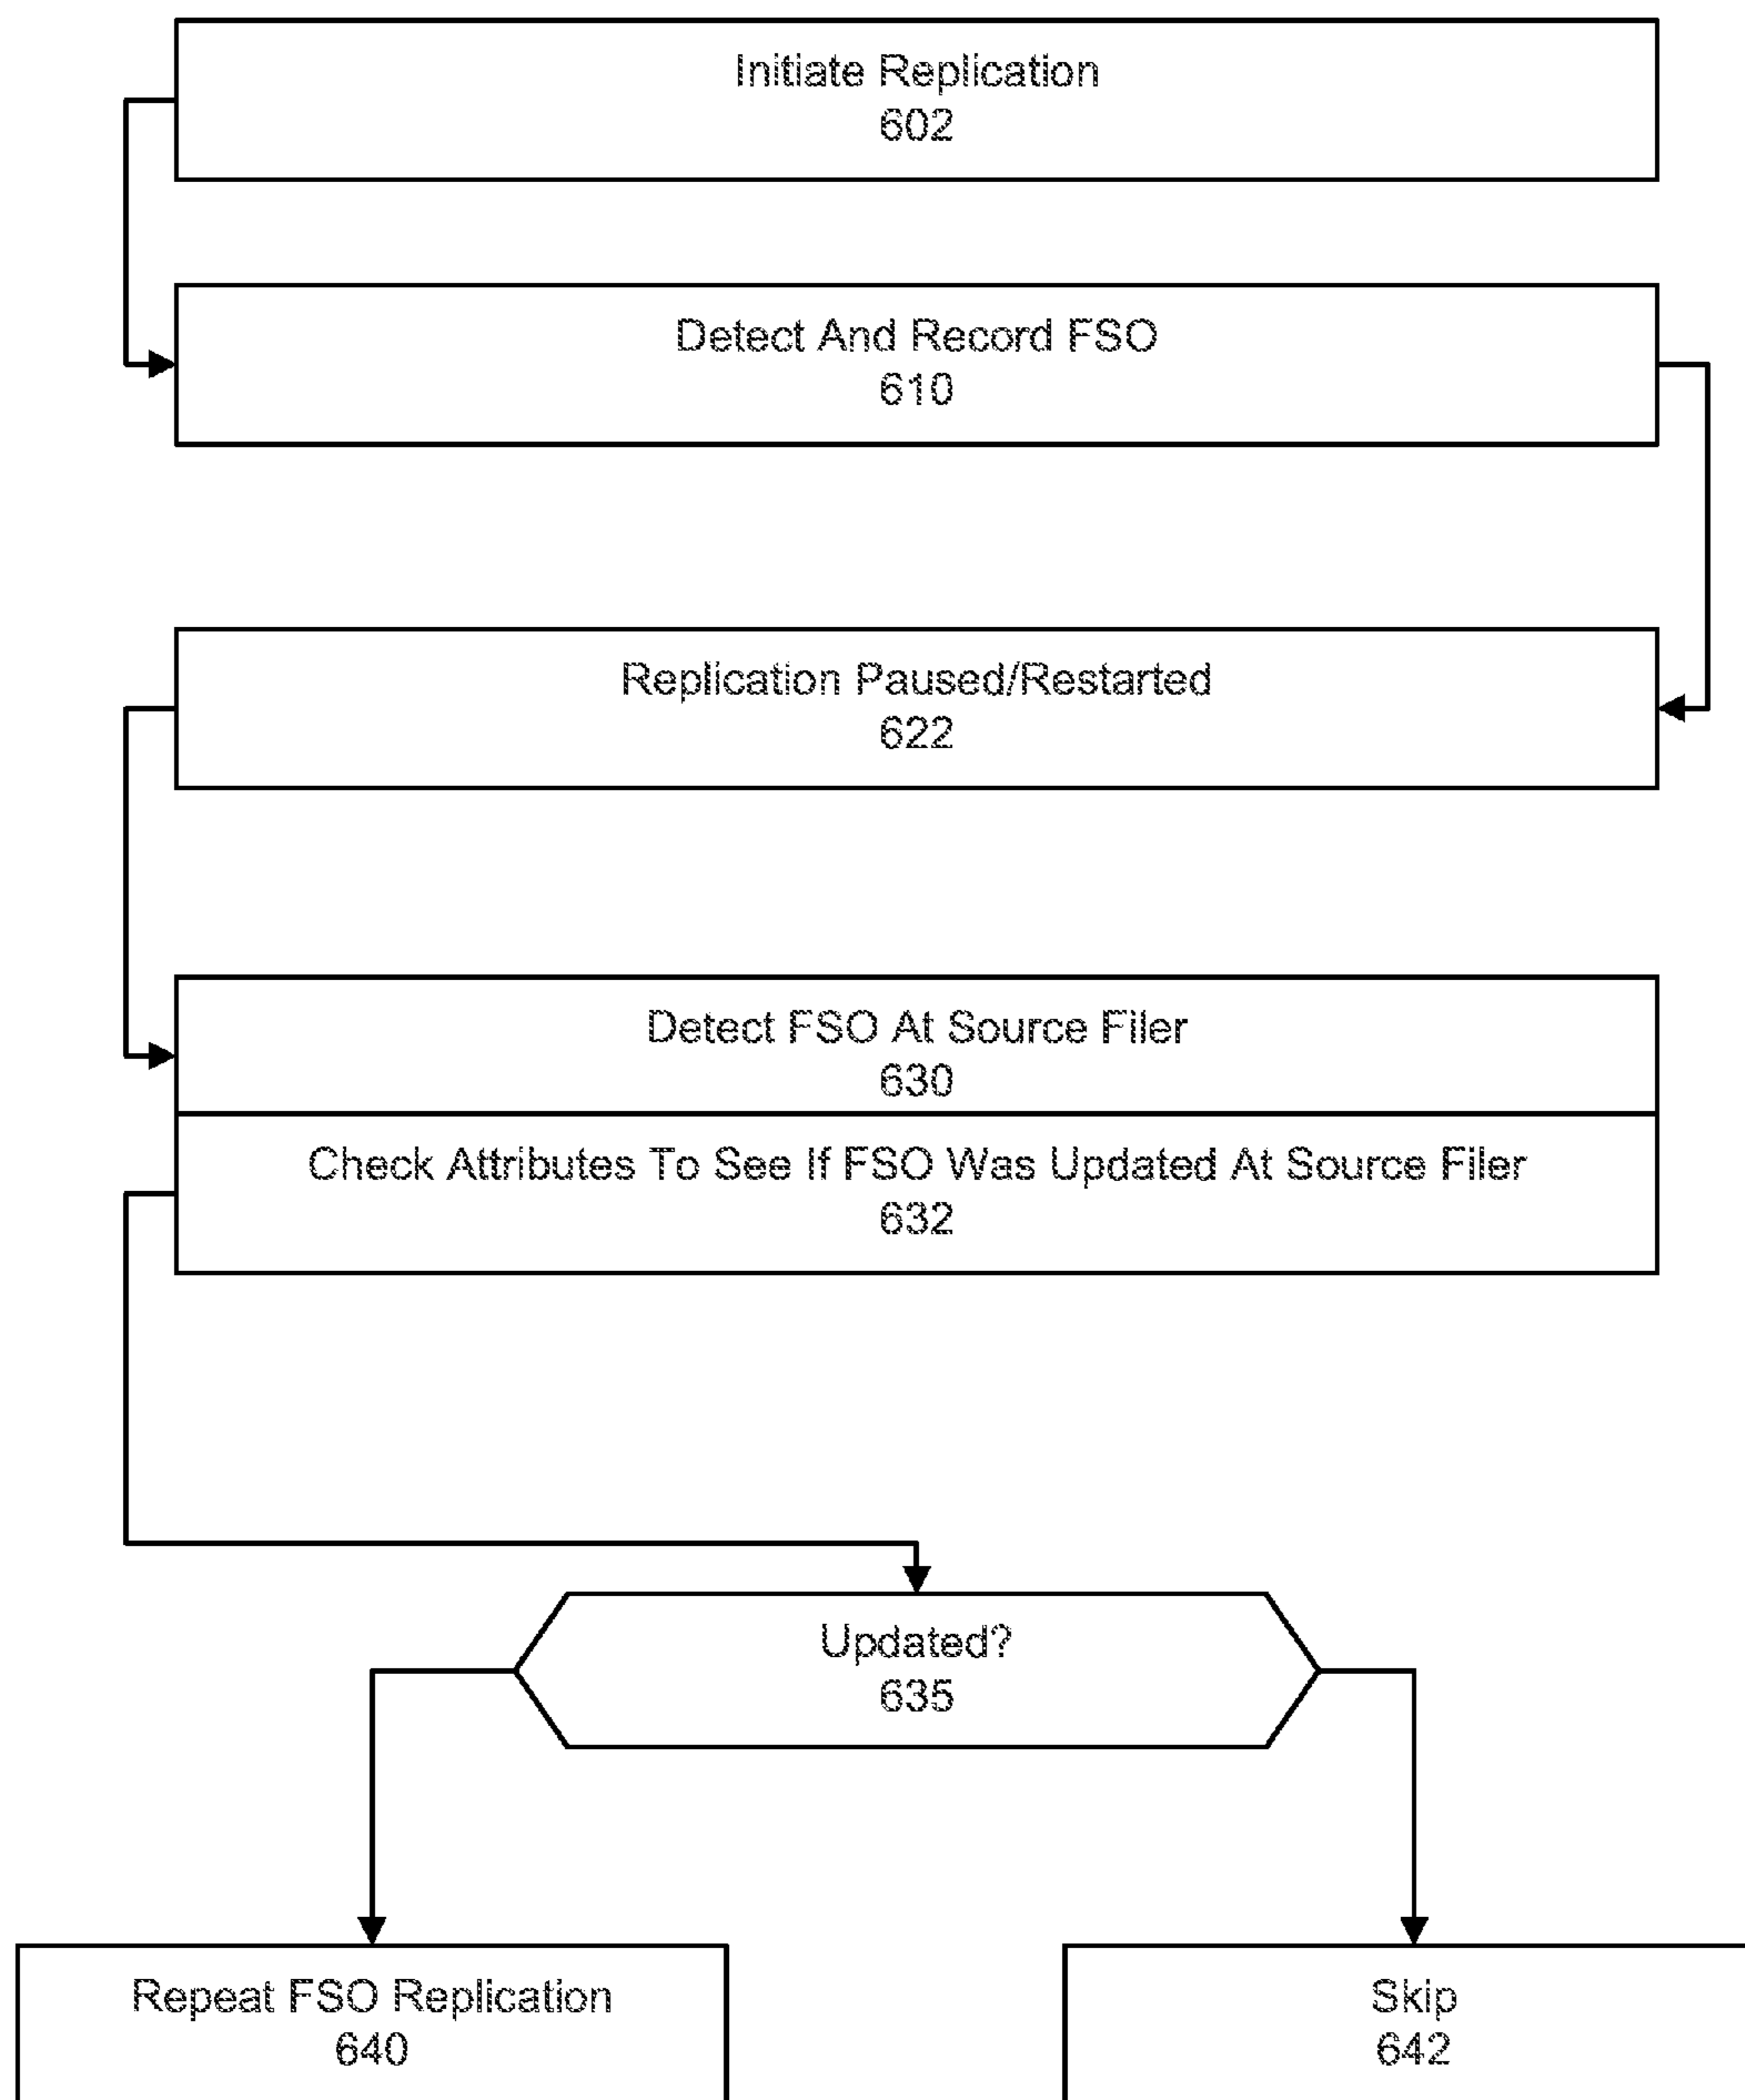 Initiate Replication
602
Detect And Record FSO
610
Replication Paused/Restarted
622
Detect FSO At Source Filer
630
Check Attributes To See If FSO Was Updated At Source Filer
632
Updated?
635
Repeat FSO Replication
640
Skip
642